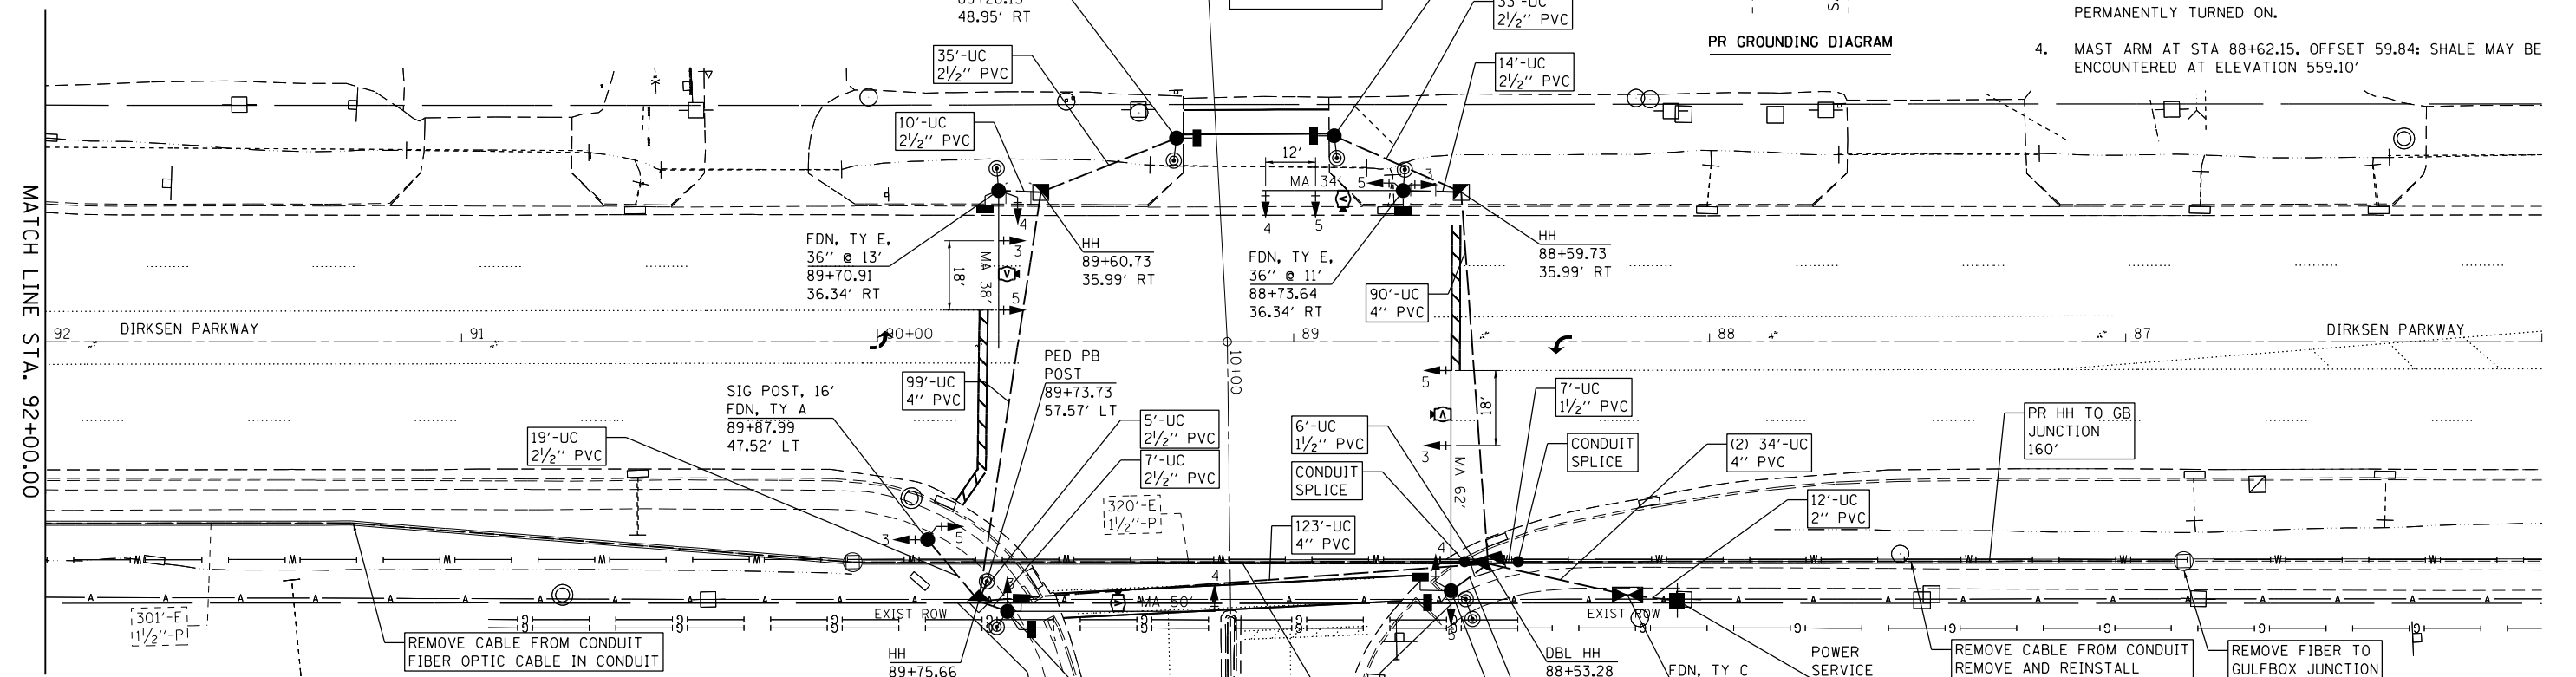 48.95' RT
33'-UC
2½'' PVC
PERMANENTLY TURNED ON.
PR GROUNDING DIAGRAM
4. MAST ARM AT STA 88+62.15, OFFSET 59.84: SHALE MAY BE
ENCOUNTERED AT ELEVATION 559.10'
35'-UC
2½'' PVC
14'-UC
2½'' PVC
10'-UC
2½'' PVC
12'
MA 34'
5
3
4
5
4
3
5
18'
MA 38'
FDN, TY E,
36'' @ 13'
89+70.91
36.34' RT
HH
89+60.73
35.99' RT
FDN, TY E,
36'' @ 11'
88+73.64
36.34' RT
HH
88+59.73
35.99' RT
90'-UC
4'' PVC
MATCH LINE STA. 92+00.00
92
DIRKSEN PARKWAY
91
90+00
89
88
87
DIRKSEN PARKWAY
10+00
PED PB
POST
89+73.73
57.57' LT
99'-UC
4'' PVC
SIG POST, 16'
FDN, TY A
89+87.99
47.52' LT
19'-UC
2½'' PVC
5'-UC
2½'' PVC
7'-UC
2½'' PVC
6'-UC
1½'' PVC
CONDUIT
SPLICE
5
18'
3
MA 62'
7'-UC
1½'' PVC
CONDUIT
SPLICE
(2) 34'-UC
4'' PVC
PR HH TO GB
JUNCTION
160'
12'-UC
2'' PVC
320'-E
1½''-P
123'-UC
4'' PVC
3
5
4
4
MA 50'
EXIST ROW
EXIST ROW
301'-E
1½''-P
REMOVE CABLE FROM CONDUIT
FIBER OPTIC CABLE IN CONDUIT
HH
89+75.66
DBL HH
88+53.28
FDN, TY C
POWER
SERVICE
REMOVE CABLE FROM CONDUIT
REMOVE AND REINSTALL
REMOVE FIBER TO
GULFBOX JUNCTION